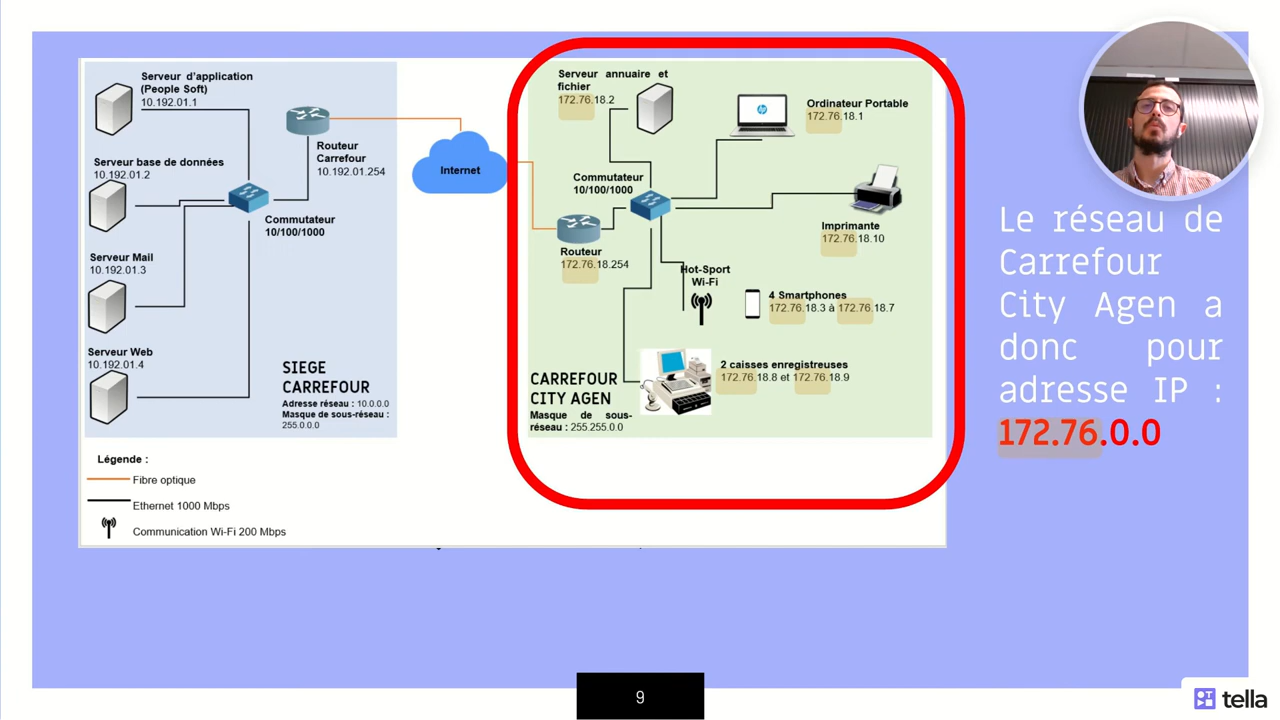 Serveur d'application
(People Soft)
10.192.01.1
Serveur base de données
10.192.01.2
Serveur Mail
10.192.01.3
Serveur Web
10.192.01.4
Routeur
Carrefour
10.192.01.254
Commutateur
10/100/1000
SIEGE
CARREFOUR
Adresse réseau : 10.0.0.0
Masque de sous-réseau :
255.0.0.0
Internet
Serveur annuaire et
fichier
172.76.18.2
Ordinateur Portable
172.76.18.1
Commutateur
10/100/1000
Imprimante
172.76.18.10
Routeur
172.76.18.254
Hot-Sport
Wi-Fi
4 Smartphones
172.76.18.3 à 172.76.18.7
2 caisses enregistreuses
172.76.18.8 et 172.76.18.9
CARREFOUR
CITY AGEN
Masque de sous-
réseau : 255.255.0.0
Légende :
Fibre optique
Ethernet 1000 Mbps
Communication Wi-Fi 200 Mbps
Le réseau de
Carrefour
City Agen a
donc pour
adresse IP :
172.76.0.0
hp
9
tella